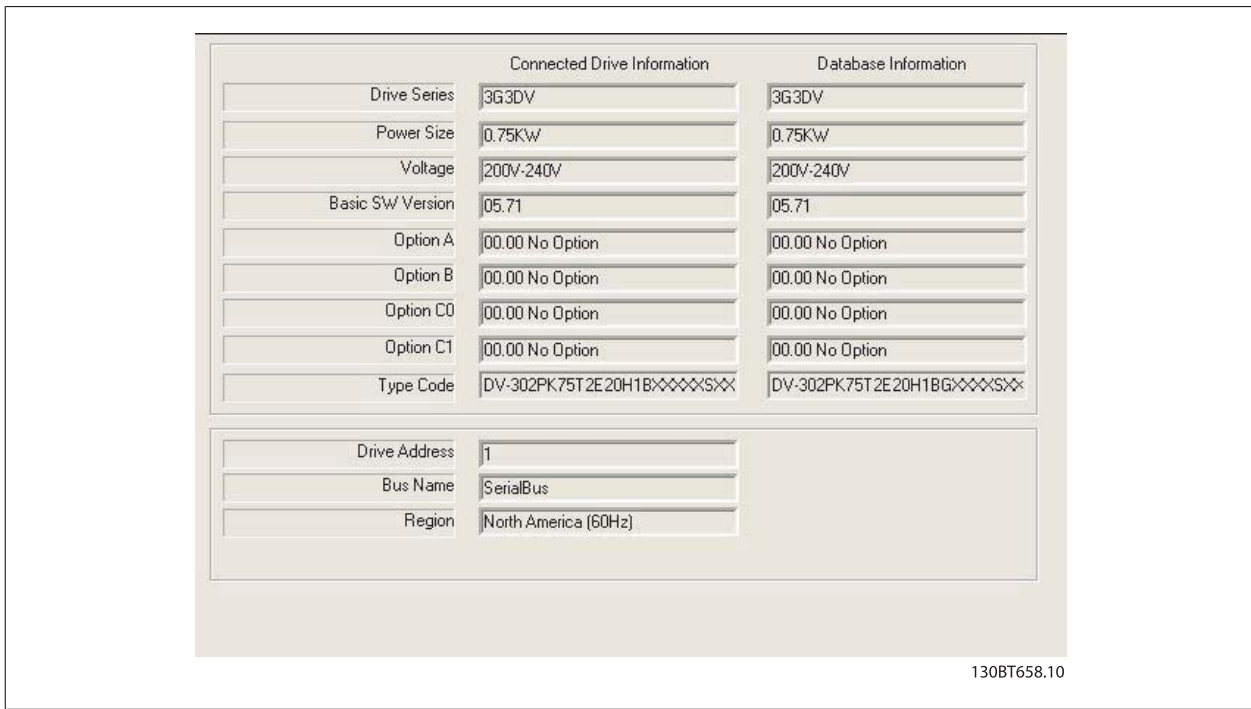 Connected Drive Information Database Information
Drive Series 3G3DV 3G3DV
Power Size 0.75KW 0.75KW
Voltage 200V-240V 200V-240V
Basic SW Version 05.71 05.71
Option A 00.00 No Option 00.00 No Option
Option B 00.00 No Option 00.00 No Option
Option C0 00.00 No Option 00.00 No Option
Option C1 00.00 No Option 00.00 No Option
Type Code DV-302PK75T2E20H1BXXXXXSXX DV-302PK75T2E20H1BGXXXXSXX
Drive Address 1
Bus Name SerialBus
Region North America (60Hz)
130BT658.10